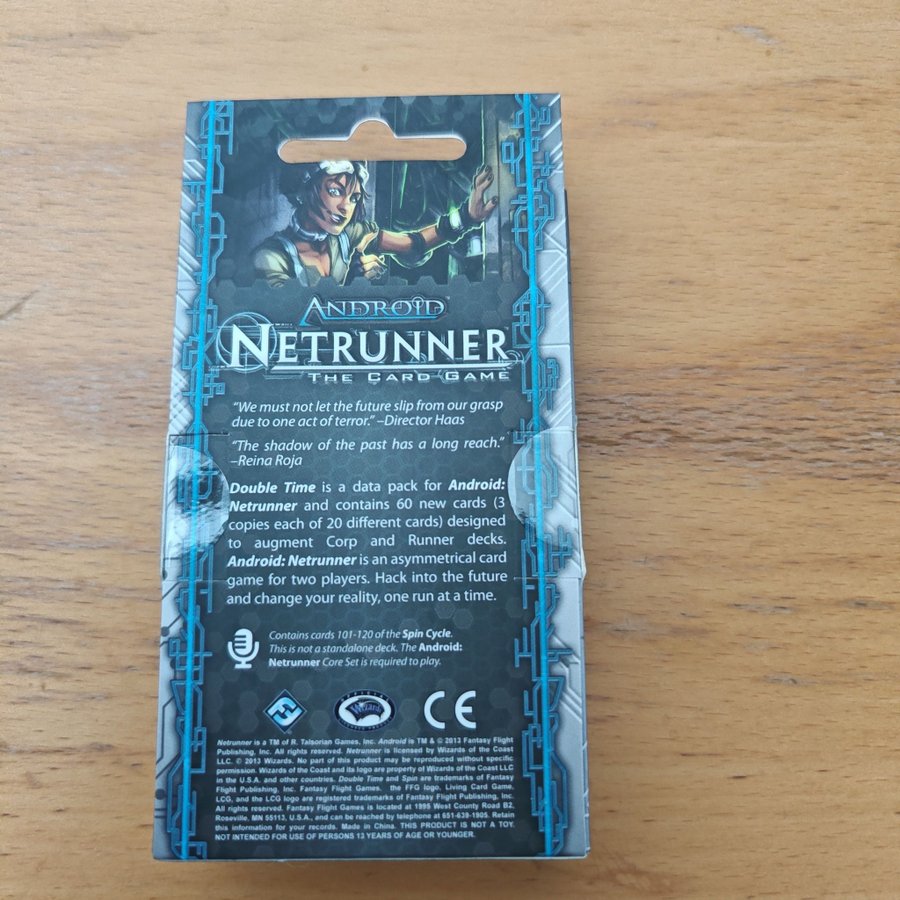 ANDROID
NETRUNNER
THE CARD GAME
“We must not let the future slip from our grasp
due to one act of terror.” –Director Haas
“The shadow of the past has a long reach.”
–Reina Roja
Double Time is a data pack for Android:
Netrunner and contains 60 new cards (3
copies each of 20 different cards) designed
to augment Corp and Runner decks.
Android: Netrunner is an asymmetrical card
game for two players. Hack into the future
and change your reality, one run at a time.
Contains cards 101-120 of the Spin Cycle.
This is not a standalone deck. The Android:
Netrunner Core Set is required to play.
OFFICIAL
Wizards
CE
Netrunner is a TM of R. Talsorian Games, Inc. Android is TM & © 2013 Fantasy Flight
Publishing, Inc. All rights reserved. Netrunner is licensed by Wizards of the Coast
LLC. © 2013 Wizards. No part of this product may be reproduced without specific
permission. Wizards of the Coast and its logo are property of Wizards of the Coast LLC
in the U.S.A. and other countries. Double Time and Spin are trademarks of Fantasy
Flight Publishing, Inc. Fantasy Flight Games, the FFG logo, Living Card Game,
LCG, and the LCG logo are registered trademarks of Fantasy Flight Publishing, Inc.
All rights reserved. Fantasy Flight Games is located at 1995 West County Road B2,
Roseville, MN 55113, U.S.A., and can be reached by telephone at 651-639-1905. Retain
this information for your records. Made in China. THIS PRODUCT IS NOT A TOY.
NOT INTENDED FOR USE OF PERSONS 13 YEARS OF AGE OR YOUNGER.